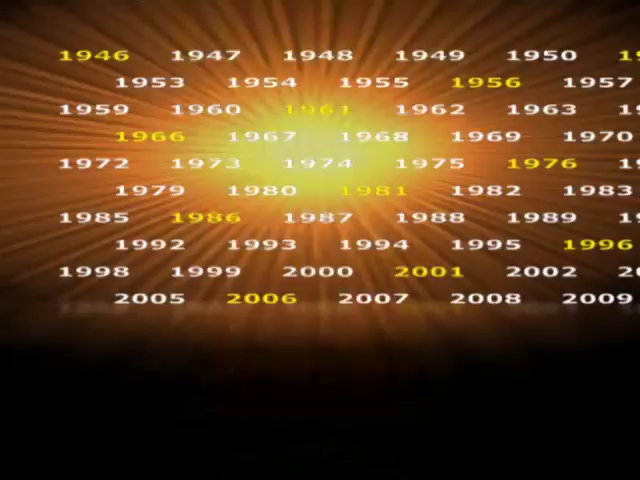 1946 1947 1948 1949 1950
1953 1954 1955 1956 1957
1959 1960 1961 1962 1963
1966 1967 1968 1969 1970
1972 1973 1974 1975 1976
1979 1980 1981 1982 1983
1985 1986 1987 1988 1989
1992 1993 1994 1995 1996
1998 1999 2000 2001 2002
2005 2006 2007 2008 2009